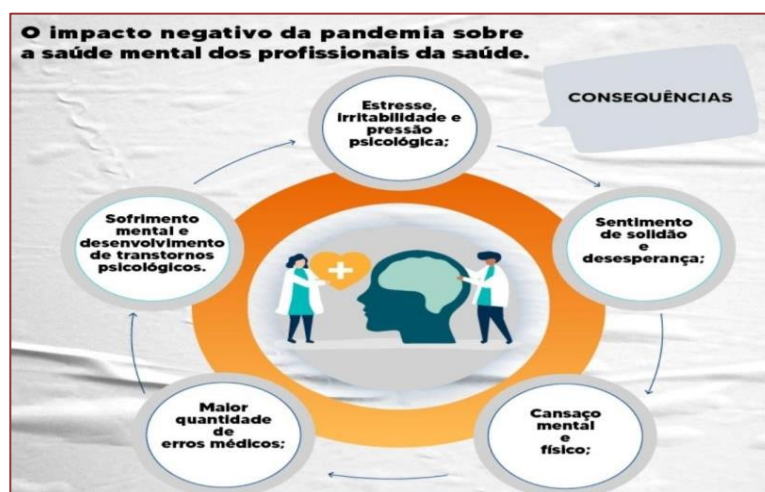 O impacto negativo da pandemia sobre
a saúde mental dos profissionais da saúde.
CONSEQUÊNCIAS
Estresse,
irritabilidade e
pressão
psicológica;
Sentimento
de solidão
e
desesperança;
Cansaço
mental
e
físico;
Maior
quantidade
de
erros médicos;
Sofrimento
mental e
desenvolvimento
de transtornos
psicológicos.